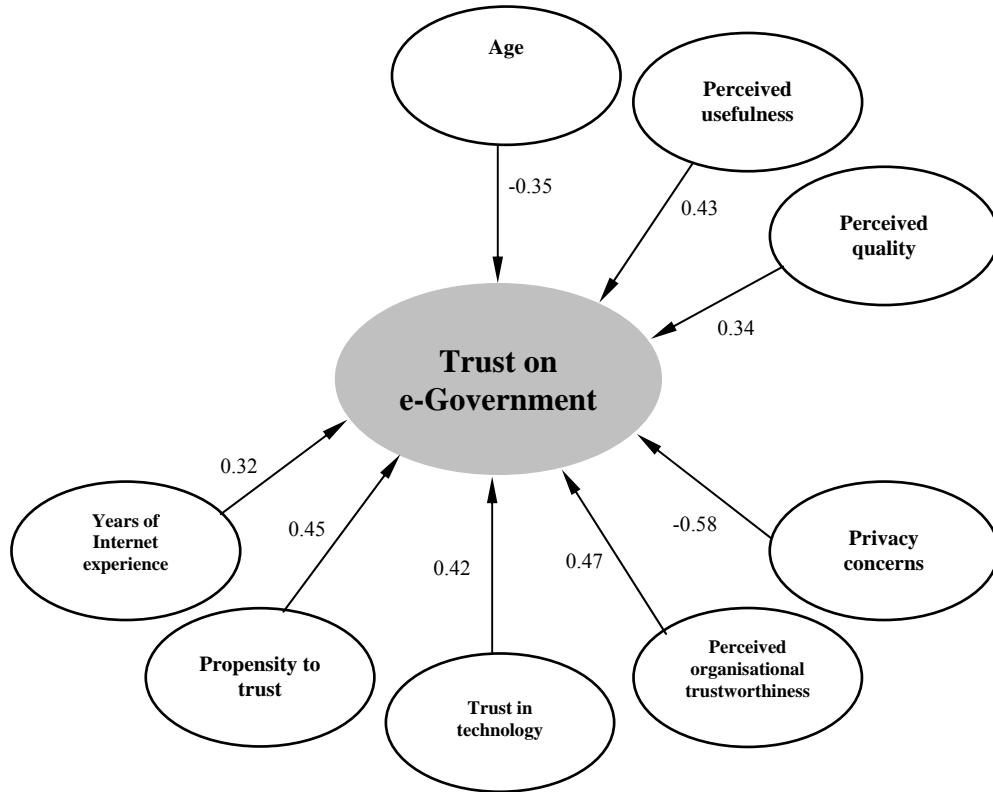 Age
Perceived
usefulness
-0.35
0.43
Perceived
quality
0.34
Trust on
e-Government
0.32
Years of
Internet
experience
0.45
Propensity to
trust
0.42
Trust in
technology
0.47
Perceived
organisational
trustworthiness
-0.58
Privacy
concerns